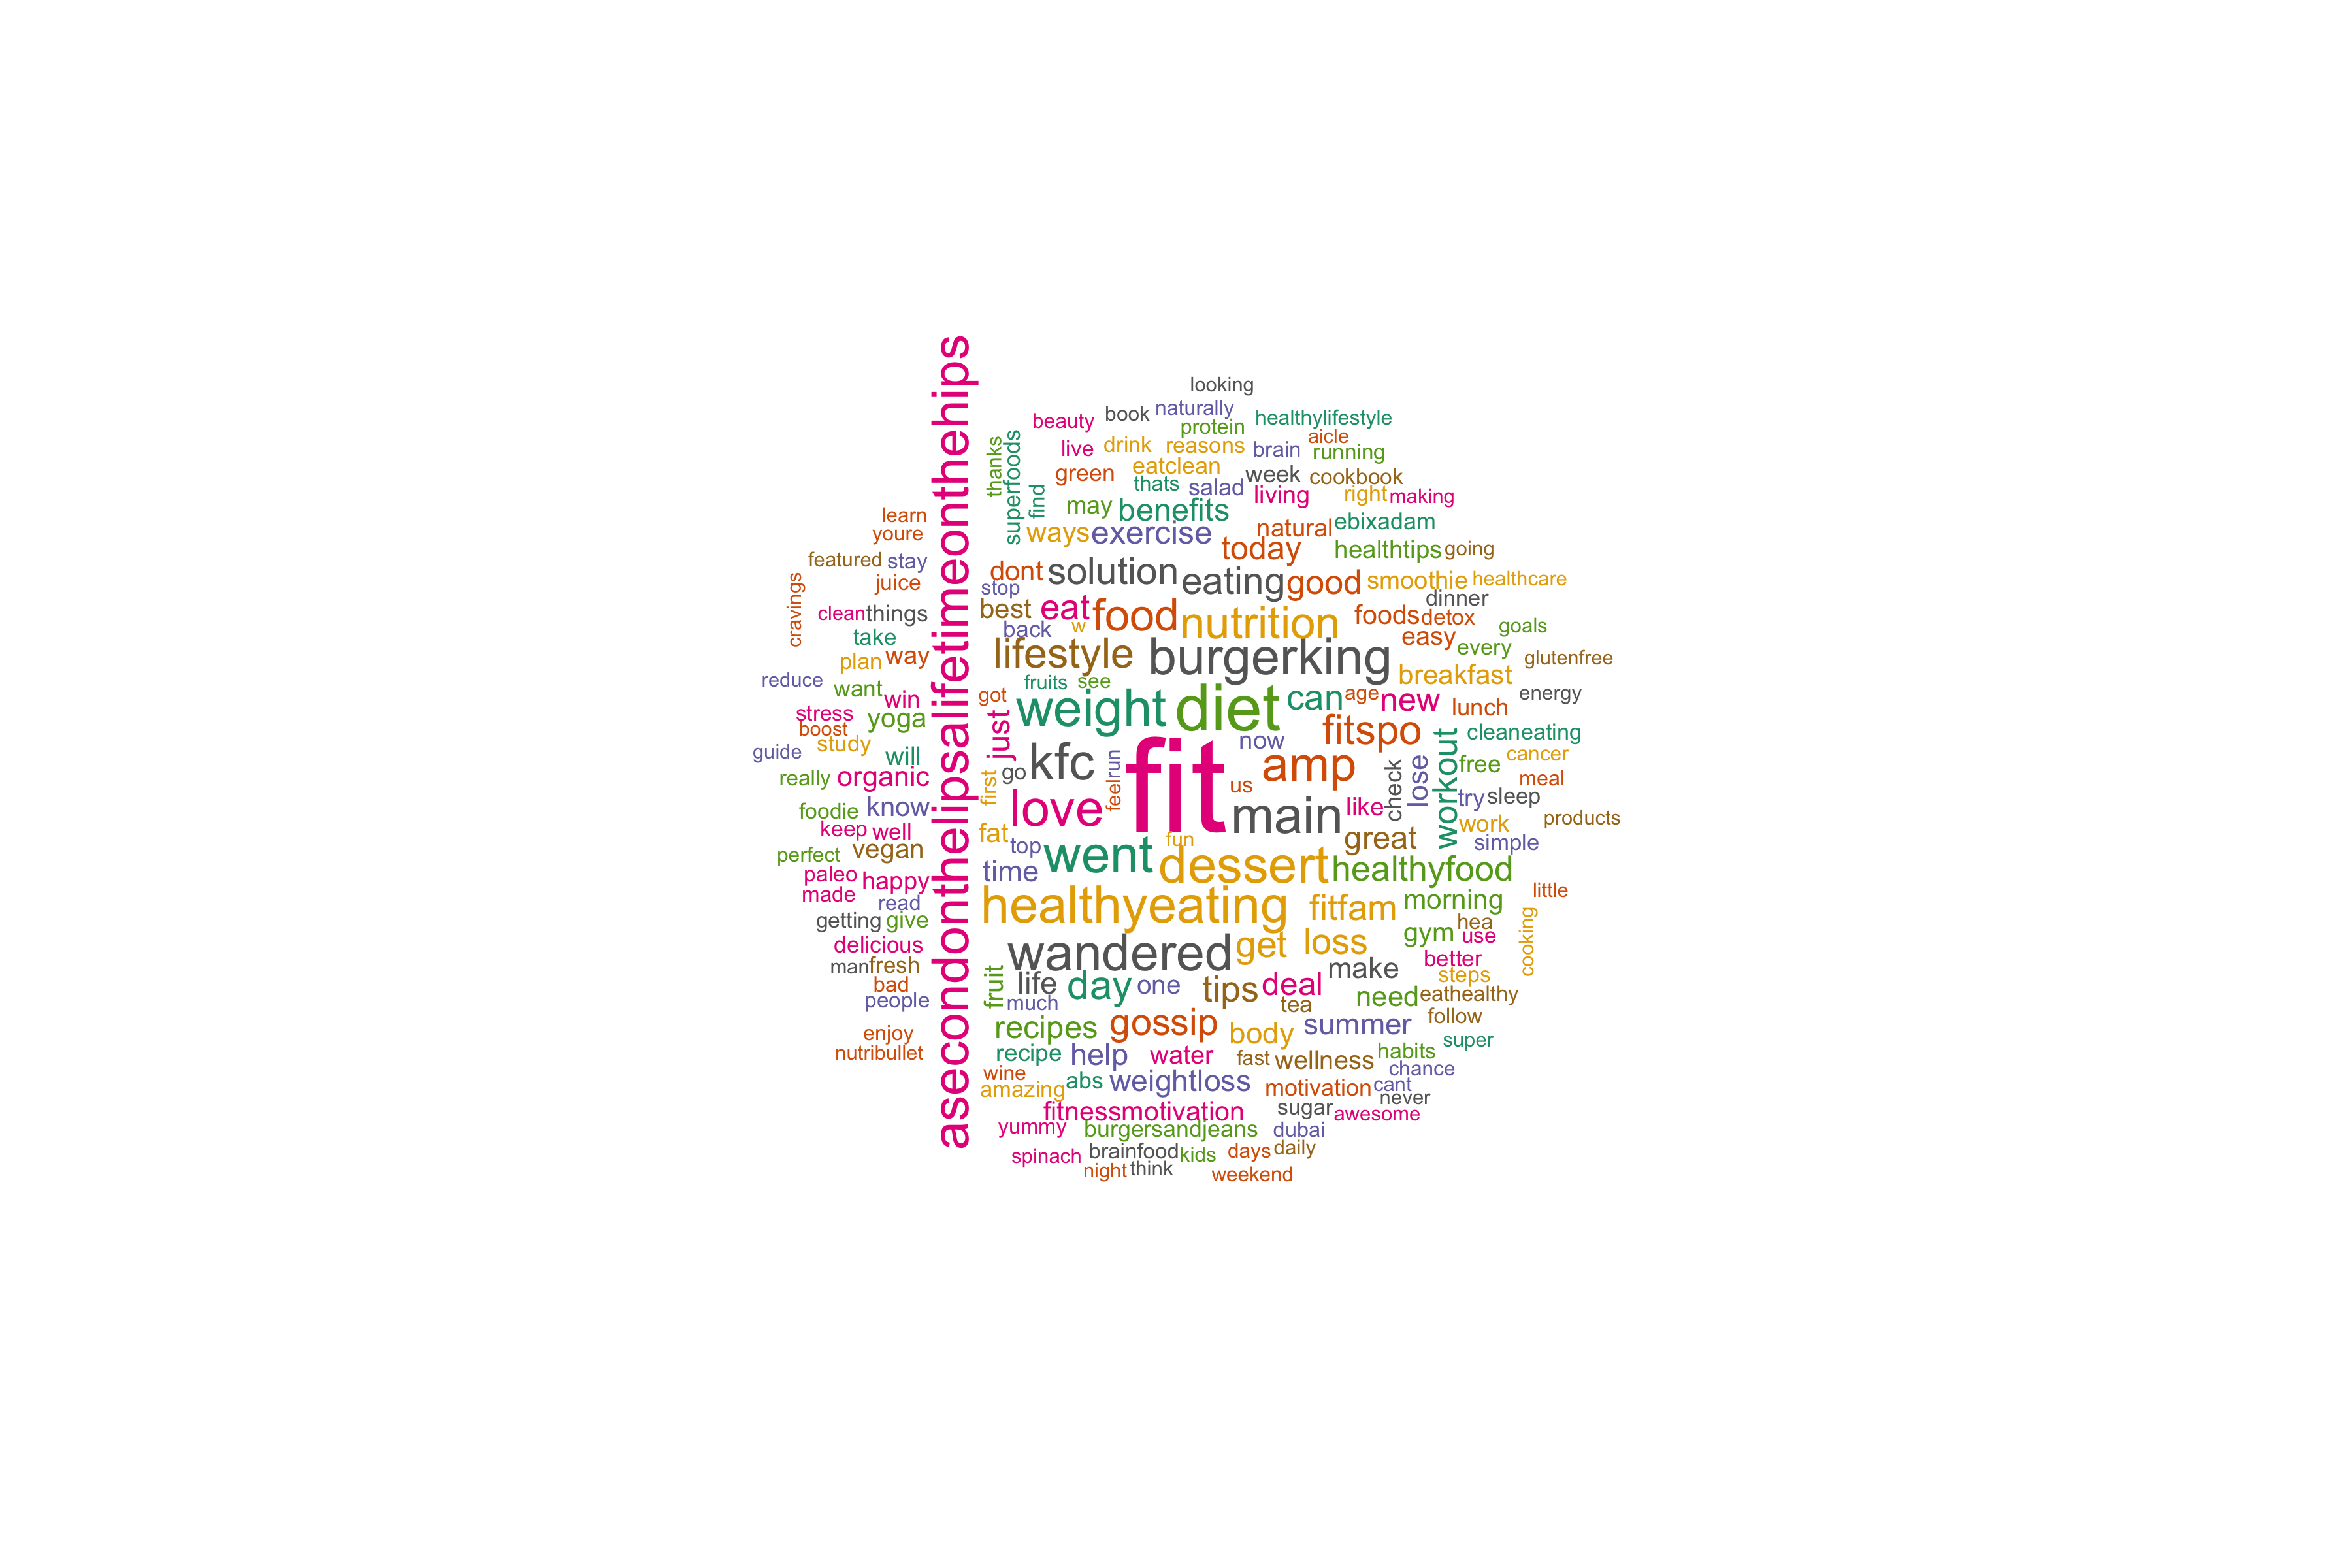 asecondonthelipsalifetimeonthehips
looking
beauty book naturally healthylifestyle
protein
live drink reasons brain aicle
running
thanks superfoods find
green eatclean week cookbook
thats salad living right making
may benefits
learn
youre
ways exercise natural ebixadam
today healthtips going
featured stay
cravings juice
dont solution eating good smoothie healthcare
stop dinner
clean things
best eat food nutrition foods detox
take back w easy goals
plan way
lifestyle burgerking every glutenfree
reduce want win
fruits see breakfast
got weight diet can age new lunch energy
stress yoga
boost study
just fitspo workout cleaneating
guide will
now
really organic
first go kfc feel run fit us amp check lose free cancer
meal
foodie know
love main like try sleep
keep well
fat fun great work products
perfect vegan
top went simple
time dessert healthyfood
paleo happy
made read
healthyeating fitfam morning little
getting give
hea
delicious
wandered get loss gym use cooking
man fresh
better
bad
people
fruit life day one tips deal make steps
much tea need eathealthy
recipes gossip body summer follow
enjoy
nutribullet
recipe help water fast wellness habits super
wine chance
amazing abs weightloss motivation cant
never
fitnessmotivation sugar awesome
yummy burgersandjeans dubai
spinach brainfood kids days daily
night think weekend